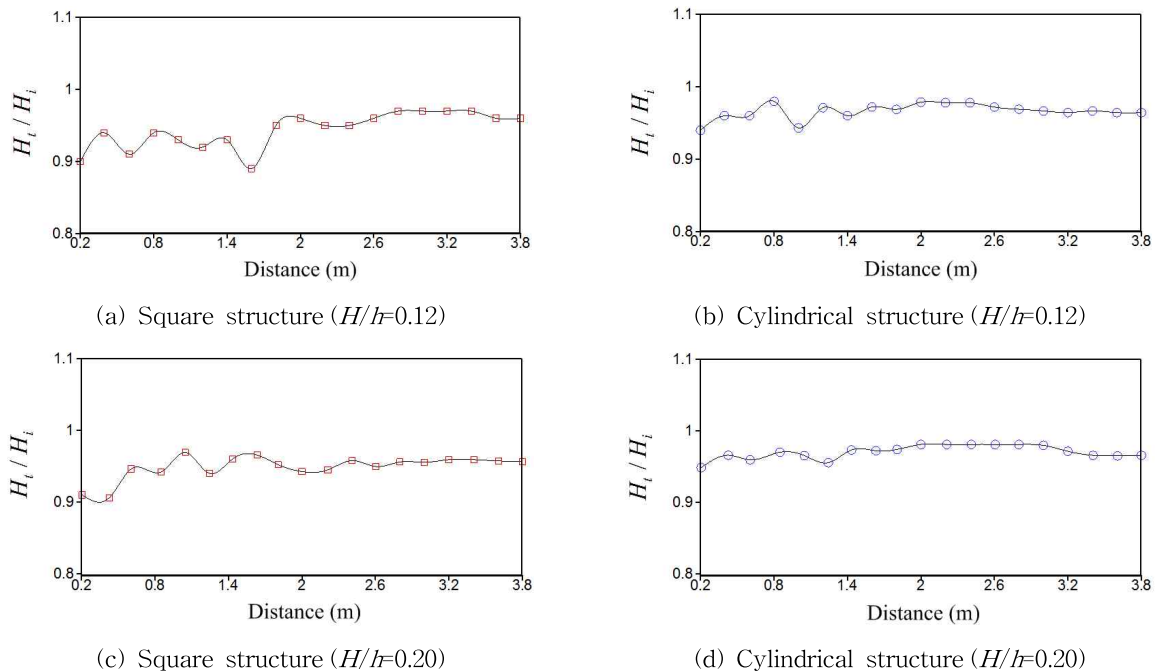 1.1
1
0.9
0.8
H_t / H_i
0.2 0.8 1.4 2 2.6 3.2 3.8
Distance (m)
(a) Square structure (H/h=0.12)
1.1
1
0.9
0.8
H_t / H_i
0.2 0.8 1.4 2 2.6 3.2 3.8
Distance (m)
(b) Cylindrical structure (H/h=0.12)
1.1
1
0.9
0.8
H_t / H_i
0.2 0.8 1.4 2 2.6 3.2 3.8
Distance (m)
(c) Square structure (H/h=0.20)
1.1
1
0.9
0.8
H_t / H_i
0.2 0.8 1.4 2 2.6 3.2 3.8
Distance (m)
(d) Cylindrical structure (H/h=0.20)